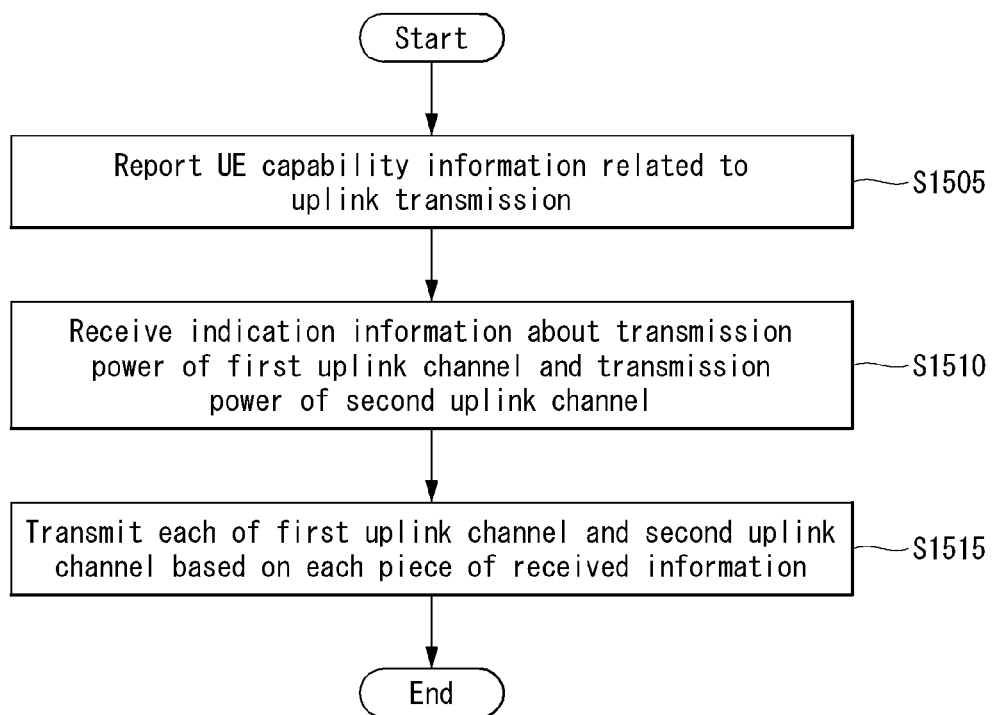 Start
Report UE capability information related to
uplink transmission
S1505
Receive indication information about transmission
power of first uplink channel and transmission
power of second uplink channel
S1510
Transmit each of first uplink channel and second uplink
channel based on each piece of received information
S1515
End